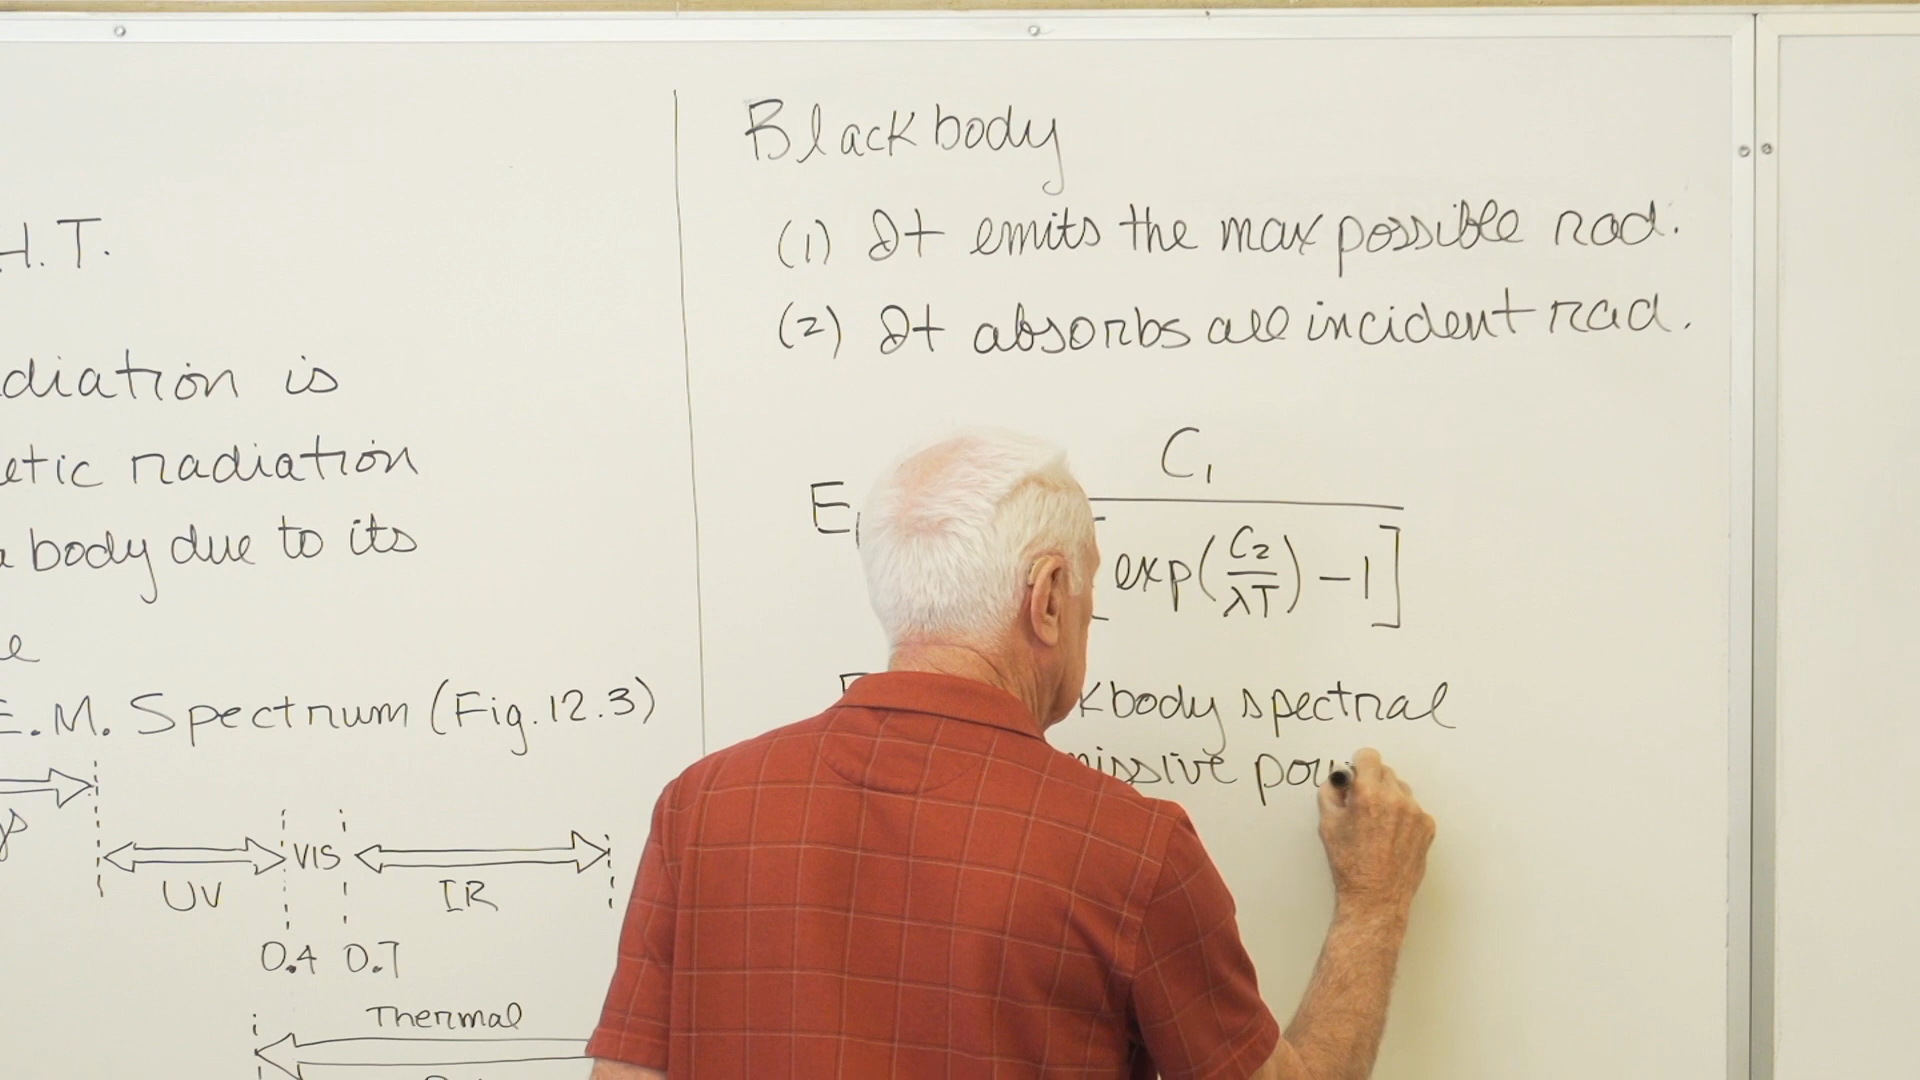 H.T.
diation is
etic radiation
a body due to its
e
E.M. Spectrum (Fig. 12.3)
VIS
UV
IR
0.4 0.7
Thermal
Blackbody
(1) It emits the max possible rad.
(2) It absorbs all incident rad.
C₁
E
[exp(C₂/λT) - 1]
kbody spectral
missive pow